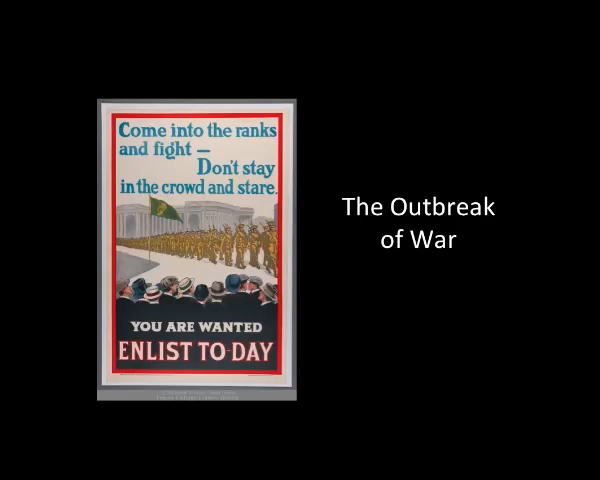 Come into the ranks
and fight —
Don't stay
in the crowd and stare.
YOU ARE WANTED
ENLIST TO-DAY
The Outbreak
of War